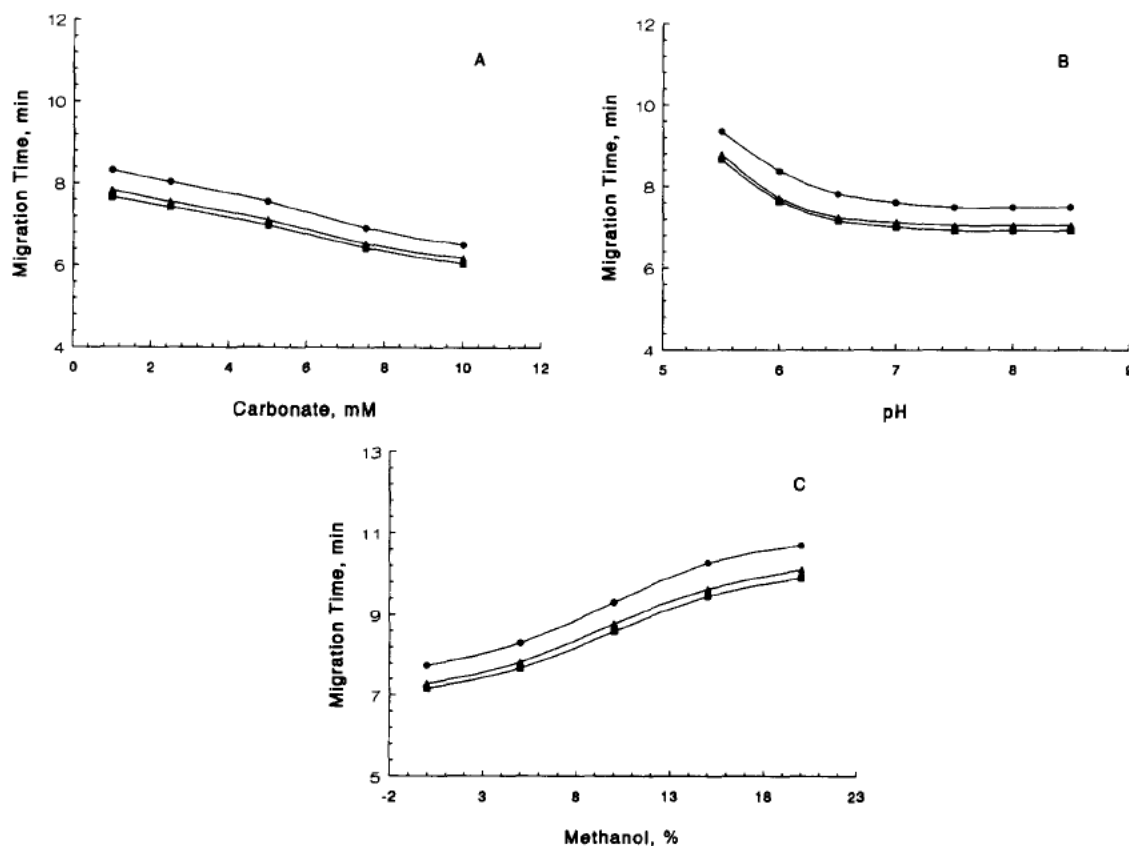 A
12
10
8
6
4
Migration Time, min
0 2 4 6 8 10 12
Carbonate, mM
B
12
10
8
6
4
Migration Time, min
5 6 7 8 9
pH
C
13
11
9
7
5
Migration Time, min
-2 3 8 13 18 23
Methanol, %